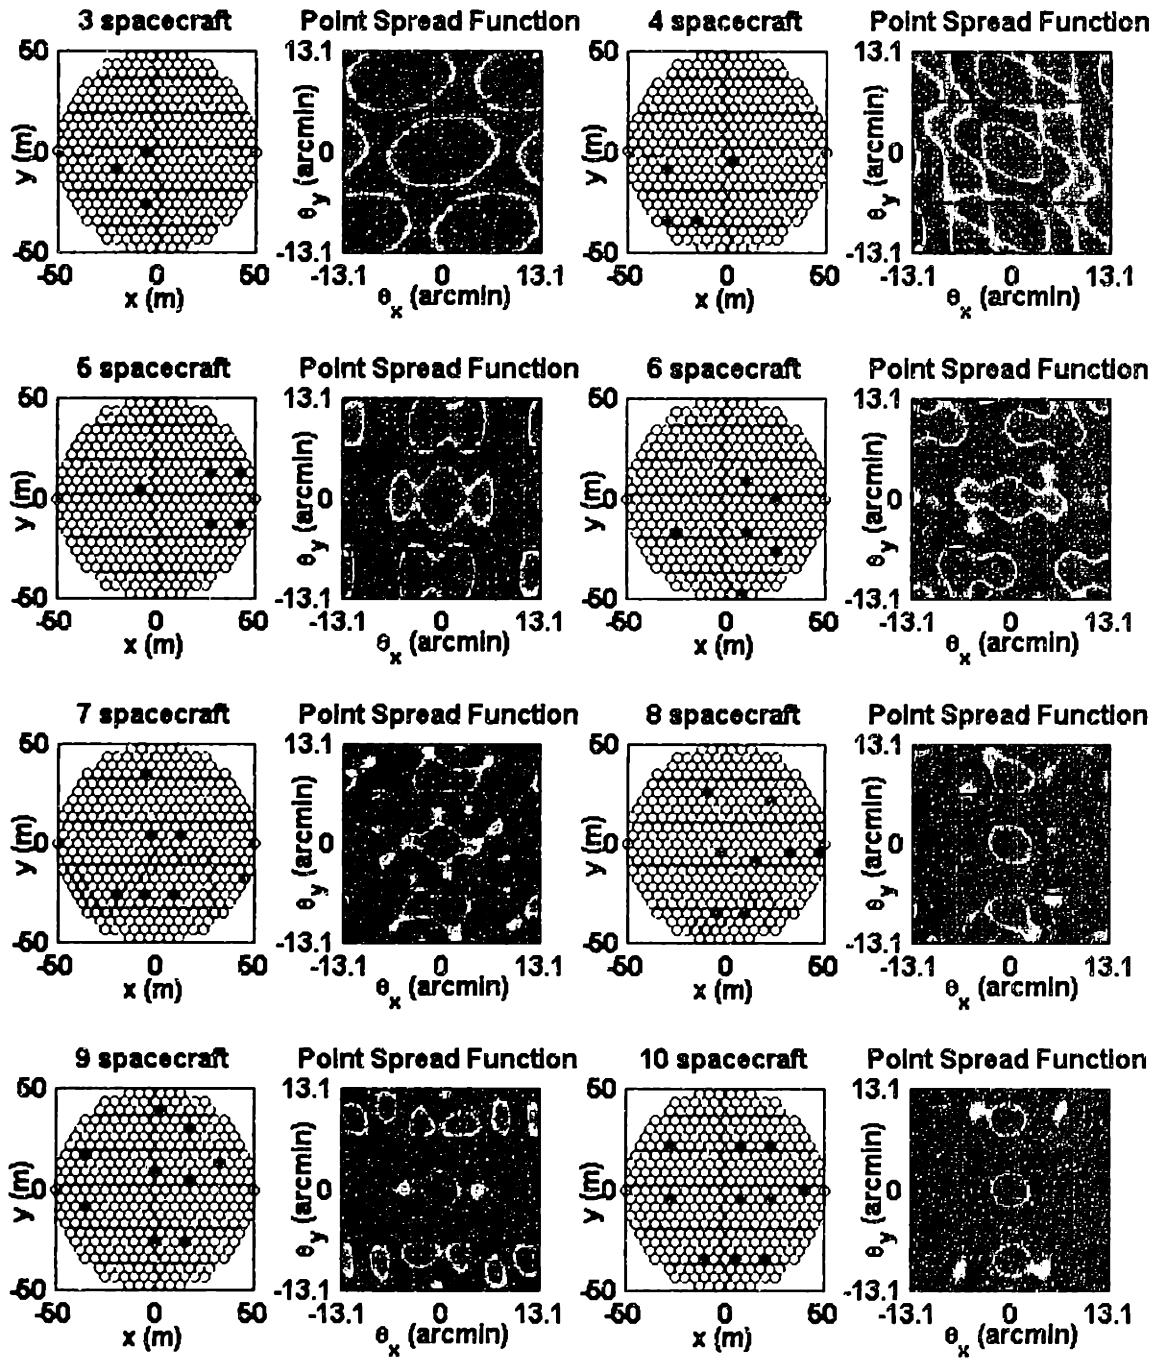 3 spacecraft
Point Spread Function
4 spacecraft
Point Spread Function
50
0
-50
y (m)
-50 0 50
x (m)
13.1
0
-13.1
θy (arcmin)
-13.1 0 13.1
θx (arcmin)
50
0
-50
y (m)
-50 0 50
x (m)
13.1
0
-13.1
θy (arcmin)
-13.1 0 13.1
θx (arcmin)
5 spacecraft
Point Spread Function
6 spacecraft
Point Spread Function
50
0
-50
y (m)
-50 0 50
x (m)
13.1
0
-13.1
θy (arcmin)
-13.1 0 13.1
θx (arcmin)
50
0
-50
y (m)
-50 0 50
x (m)
13.1
0
-13.1
θy (arcmin)
-13.1 0 13.1
θx (arcmin)
7 spacecraft
Point Spread Function
8 spacecraft
Point Spread Function
50
0
-50
y (m)
-50 0 50
x (m)
13.1
0
-13.1
θy (arcmin)
-13.1 0 13.1
θx (arcmin)
50
0
-50
y (m)
-50 0 50
x (m)
13.1
0
-13.1
θy (arcmin)
-13.1 0 13.1
θx (arcmin)
9 spacecraft
Point Spread Function
10 spacecraft
Point Spread Function
50
0
-50
y (m)
-50 0 50
x (m)
13.1
0
-13.1
θy (arcmin)
-13.1 0 13.1
θx (arcmin)
50
0
-50
y (m)
-50 0 50
x (m)
13.1
0
-13.1
θy (arcmin)
-13.1 0 13.1
θx (arcmin)